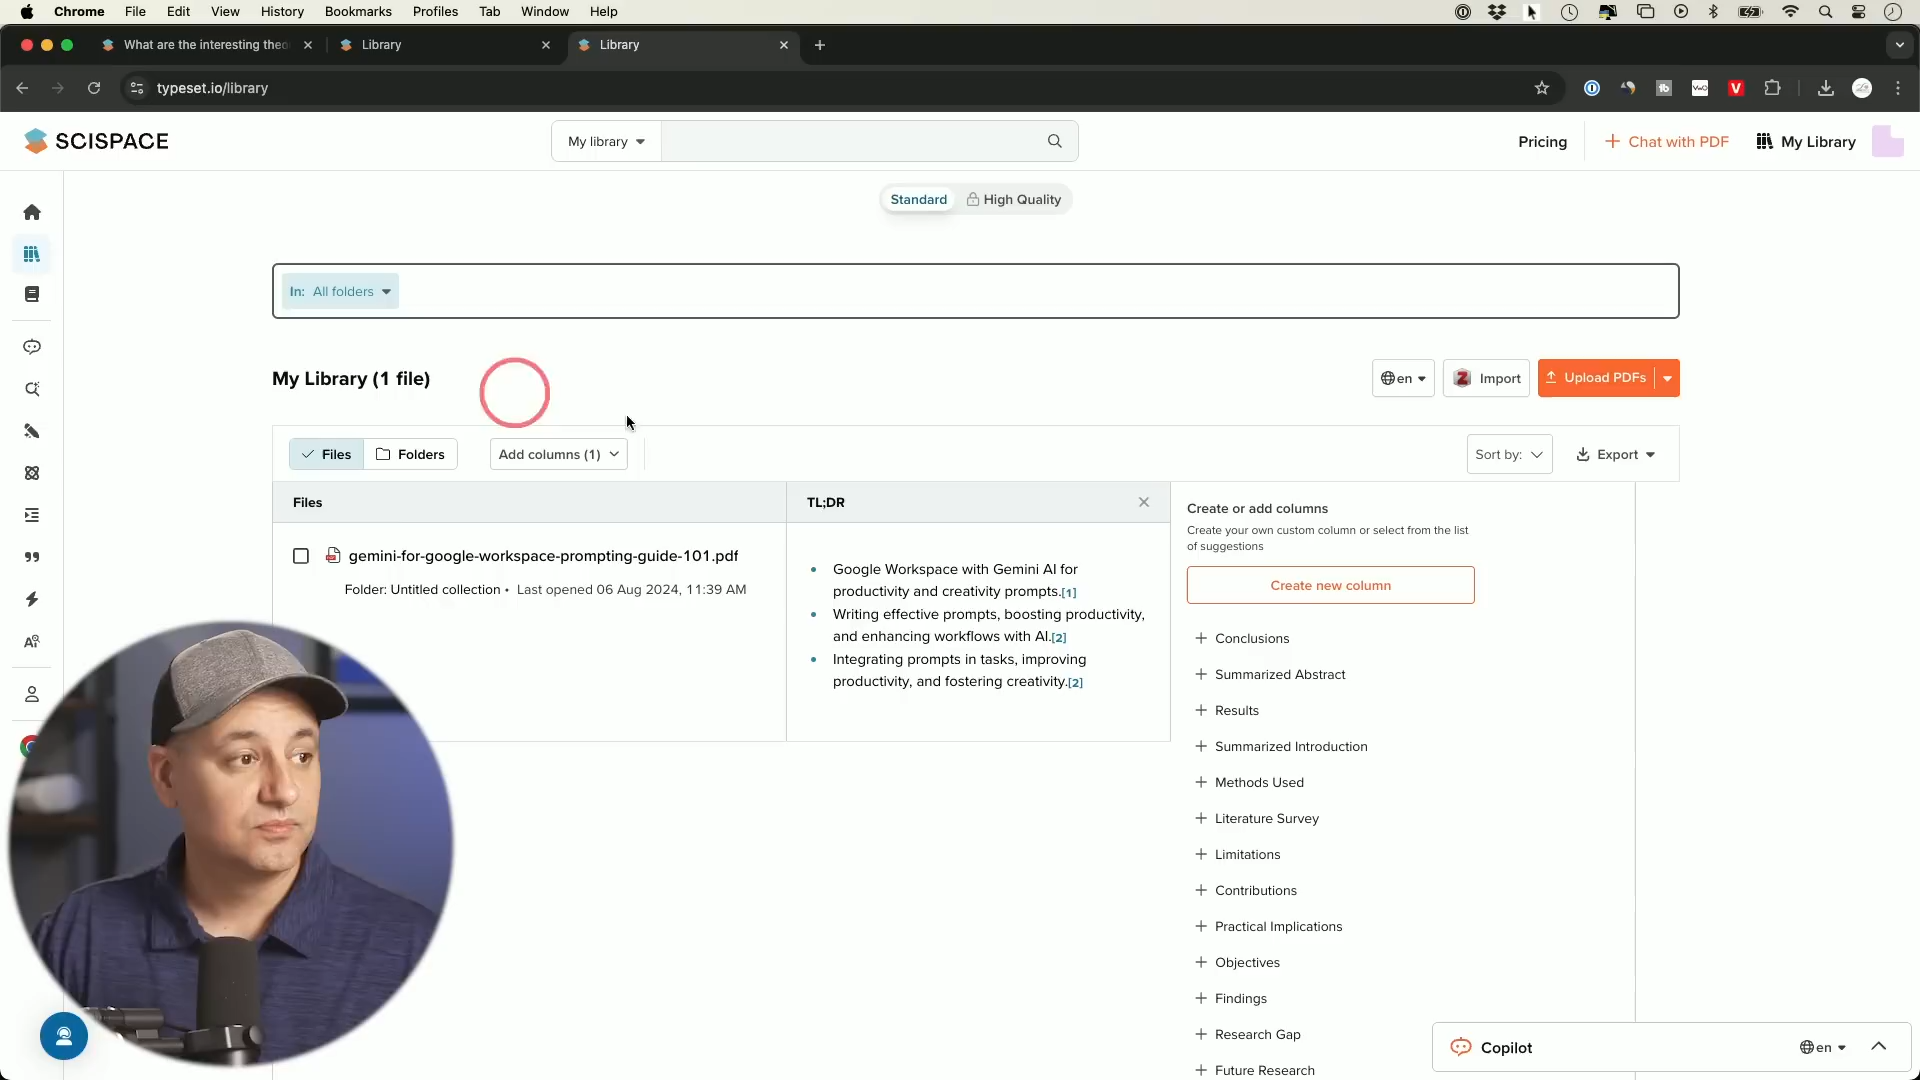 Chrome File Edit View History Bookmarks Profiles Tab Window Help
What are the interesting theo
Library
Library
typeset.io/library
SCISPACE
My library
Pricing
Chat with PDF
My Library
Standard
High Quality
In: All folders
My Library (1 file)
en
Import
Upload PDFs
Files
Folders
Add columns (1)
Sort by:
Export
Files
TL;DR
gemini-for-google-workspace-prompting-guide-101.pdf
Folder: Untitled collection • Last opened 06 Aug 2024, 11:39 AM
• Google Workspace with Gemini AI for
productivity and creativity prompts.[1]
• Writing effective prompts, boosting productivity,
and enhancing workflows with AI.[2]
• Integrating prompts in tasks, improving
productivity, and fostering creativity.[2]
Create or add columns
Create your own custom column or select from the list
of suggestions
Create new column
Conclusions
Summarized Abstract
Results
Summarized Introduction
Methods Used
Literature Survey
Limitations
Contributions
Practical Implications
Objectives
Findings
Research Gap
Future Research
Copilot
en